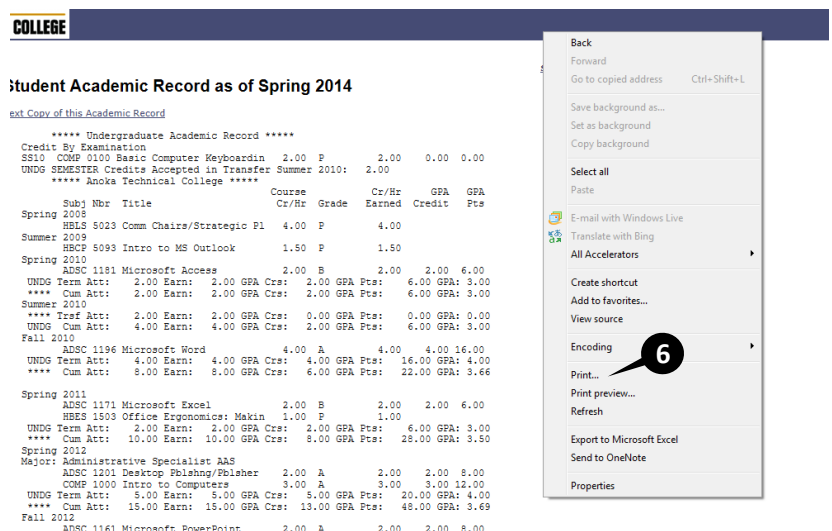 COLLEGE
Student Academic Record as of Spring 2014
ext Copy of this Academic Record
***** Undergraduate Academic Record *****
Credit By Examination
SS10 COMP 0100 Basic Computer Keyboardin 2.00 P 2.00 0.00 0.00
UNDG SEMESTER Credits Accepted in Transfer Summer 2010: 2.00
***** Anoka Technical College *****
Course Cr/Hr GPA GPA
Subj Nbr Title Cr/Hr Grade Earned Credit Pts
Spring 2008
HBLS 5023 Comm Chairs/Strategic Pl 4.00 P 4.00
Summer 2009
HBCP 5093 Intro to MS Outlook 1.50 P 1.50
Spring 2010
ADSC 1181 Microsoft Access 2.00 B 2.00 2.00 6.00
UNDG Term Att: 2.00 Earn: 2.00 GPA Crs: 2.00 GPA Pts: 6.00 GPA: 3.00
**** Cum Att: 2.00 Earn: 2.00 GPA Crs: 2.00 GPA Pts: 6.00 GPA: 3.00
Summer 2010
**** Trsf Att: 2.00 Earn: 2.00 GPA Crs: 0.00 GPA Pts: 0.00 GPA: 0.00
UNDG Cum Att: 4.00 Earn: 4.00 GPA Crs: 2.00 GPA Pts: 6.00 GPA: 3.00
Fall 2010
ADSC 1196 Microsoft Word 4.00 A 4.00 4.00 16.00
UNDG Term Att: 4.00 Earn: 4.00 GPA Crs: 4.00 GPA Pts: 16.00 GPA: 4.00
**** Cum Att: 8.00 Earn: 8.00 GPA Crs: 6.00 GPA Pts: 22.00 GPA: 3.66
Spring 2011
ADSC 1171 Microsoft Excel 2.00 B 2.00 2.00 6.00
HBES 1503 Office Ergonomics: Makin 1.00 P 1.00
UNDG Term Att: 2.00 Earn: 2.00 GPA Crs: 2.00 GPA Pts: 6.00 GPA: 3.00
**** Cum Att: 10.00 Earn: 10.00 GPA Crs: 8.00 GPA Pts: 28.00 GPA: 3.50
Spring 2012
Major: Administrative Specialist AAS
ADSC 1201 Desktop Pblshng/Pblsher 2.00 A 2.00 2.00 8.00
COMP 1000 Intro to Computers 3.00 A 3.00 3.00 12.00
UNDG Term Att: 5.00 Earn: 5.00 GPA Crs: 5.00 GPA Pts: 20.00 GPA: 4.00
**** Cum Att: 15.00 Earn: 15.00 GPA Crs: 13.00 GPA Pts: 48.00 GPA: 3.69
Fall 2012
ADSC 1161 Microsoft PowerPoint 2.00 A 2.00 2.00 8.00
Back
Forward
Go to copied address Ctrl+Shift+L
Save background as...
Set as background
Copy background
Select all
Paste
E-mail with Windows Live
Translate with Bing
All Accelerators
Create shortcut
Add to favorites...
View source
Encoding
6
Print...
Print preview...
Refresh
Export to Microsoft Excel
Send to OneNote
Properties